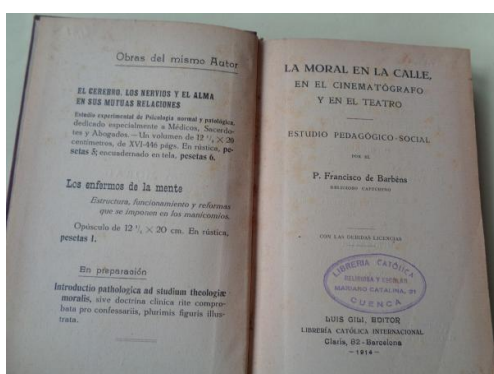 Obras del mismo Autor
EL CEREBRO, LOS NERVIOS Y EL ALMA
EN SUS MUTUAS RELACIONES
Estudio experimental de Psicología normal y patológica,
dedicado especialmente a Médicos, Sacerdo-
tes y Abogados.—Un volumen de 12 ½ × 20
centímetros, de XVI-446 págs. En rústica, pe-
setas 5; encuadernado en tela, pesetas 6.
Los enfermos de la mente
Estructura, funcionamiento y reformas
que se imponen en los manicomios.
Opúsculo de 12 ½ × 20 cm. En rústica,
pesetas 1.
En preparación
Introductio pathologica ad studium theologiæ
moralis, sive doctrina clinica rite compro-
bata pro confessariis, plurimis figuris illus-
trata.
LA MORAL EN LA CALLE,
EN EL CINEMATÓGRAFO
Y EN EL TEATRO
ESTUDIO PEDAGÓGICO-SOCIAL
POR EL
P. Francisco de Barbéns
RELIGIOSO CAPUCHINO
CON LAS DEBIDAS LICENCIAS
LIBRERIA CATÓLICA
RELIGIOSA Y ESCOLAR
MARIANO CATALINA, 21
CUENCA
LUIS GILI, EDITOR
LIBRERÍA CATÓLICA INTERNACIONAL
Claris, 82-Barcelona
-1914-